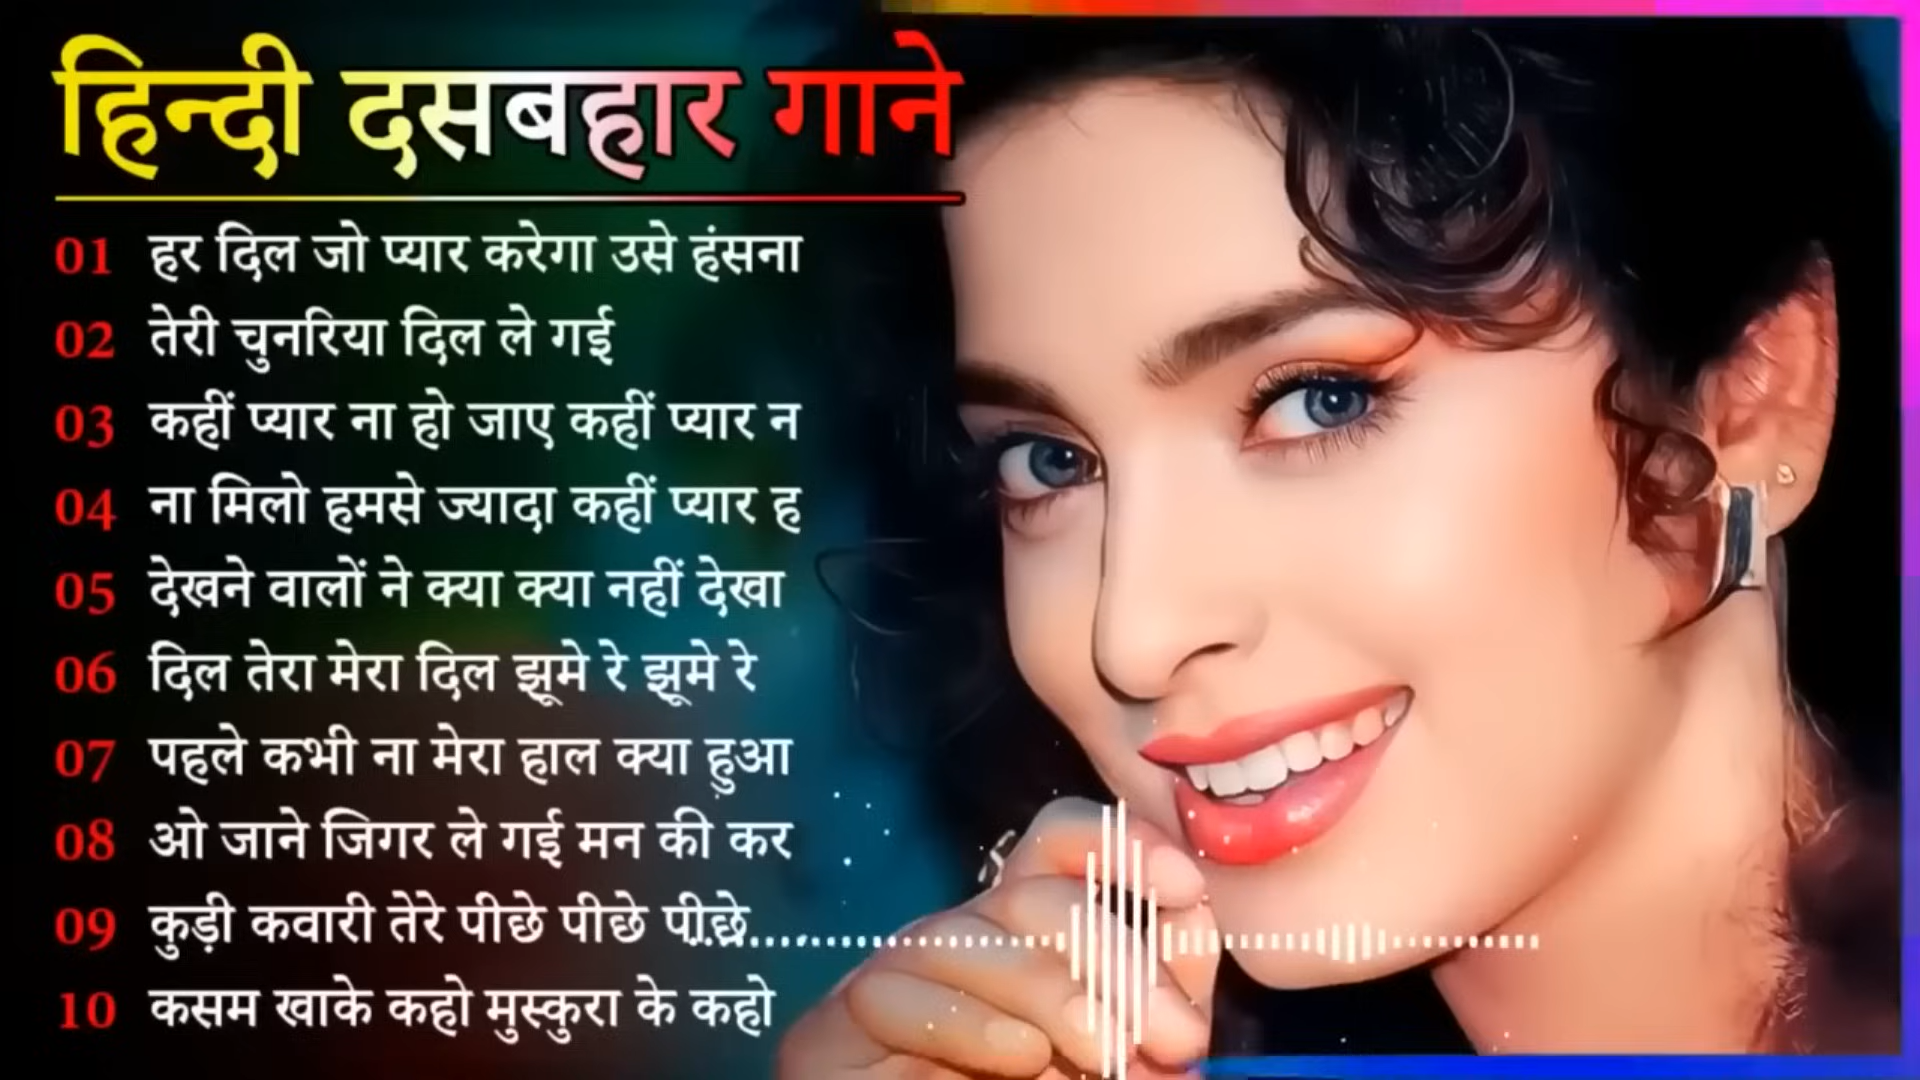 हिन्दी दसबहार गाने
01 हर दिल जो प्यार करेगा उसे हंसना
02 तेरी चुनरिया दिल ले गई
03 कहीं प्यार ना हो जाए कहीं प्यार न
04 ना मिलो हमसे ज्यादा कहीं प्यार ह
05 देखने वालों ने क्या क्या नहीं देखा
06 दिल तेरा मेरा दिल झूमे रे झूमे रे
07 पहले कभी ना मेरा हाल क्या हुआ
08 ओ जाने जिगर ले गई मन की कर
09 कुड़ी कवारी तेरे पीछे पीछे पीछे
10 कसम खाके कहो मुस्कुरा के कहो